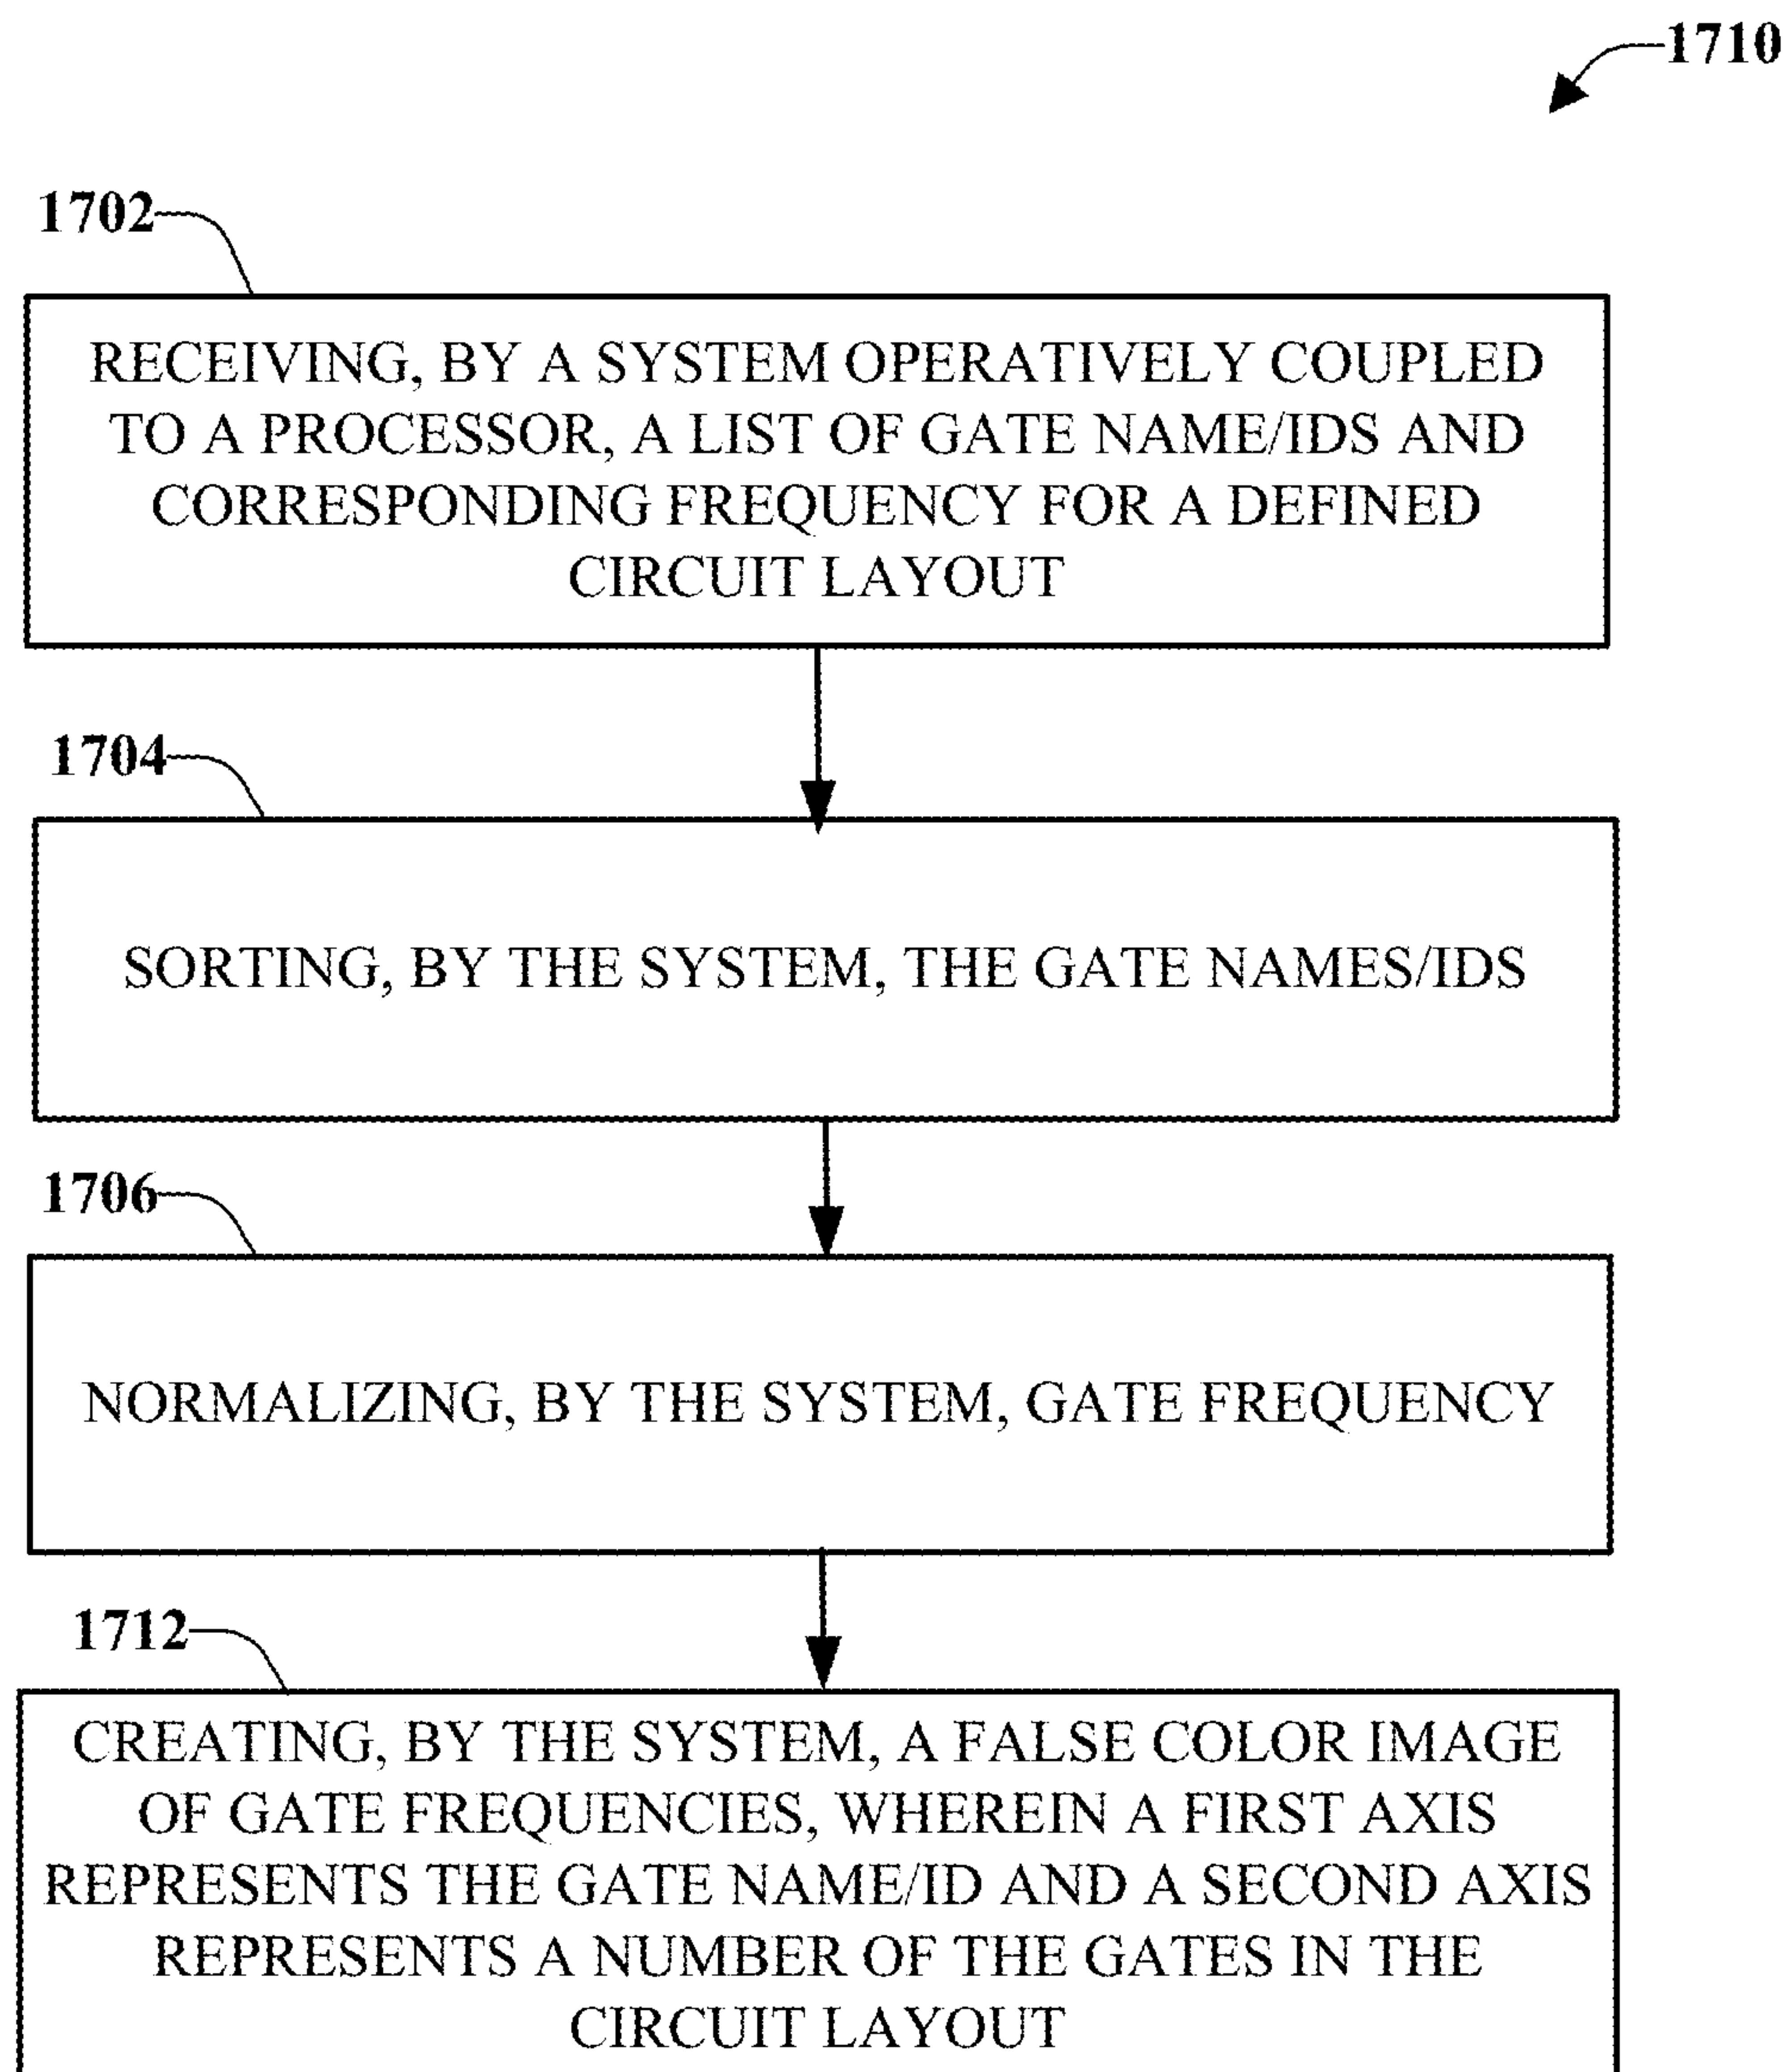 1710
1702
RECEIVING, BY A SYSTEM OPERATIVELY COUPLED
TO A PROCESSOR, A LIST OF GATE NAME/IDS AND
CORRESPONDING FREQUENCY FOR A DEFINED
CIRCUIT LAYOUT
1704
SORTING, BY THE SYSTEM, THE GATE NAMES/IDS
1706
NORMALIZING, BY THE SYSTEM, GATE FREQUENCY
1712
CREATING, BY THE SYSTEM, A FALSE COLOR IMAGE
OF GATE FREQUENCIES, WHEREIN A FIRST AXIS
REPRESENTS THE GATE NAME/ID AND A SECOND AXIS
REPRESENTS A NUMBER OF THE GATES IN THE
CIRCUIT LAYOUT